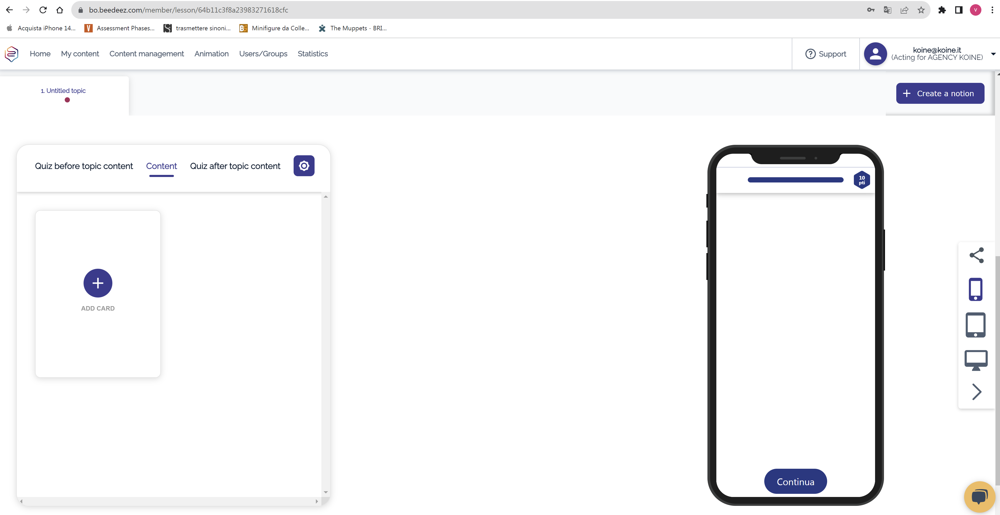 bo.beedeez.com/member/lesson/64b11c3f8a23983271618cfc
V
Acquista iPhone 14...
V
Assessment Phases...
trasmettere sinoni...
BS
Minifigure da Colle...
The Muppets - BRI...
Home
My content
Content management
Animation
Users/Groups
Statistics
Support
koine@koine.it
(Acting for AGENCY KOINE)
1. Untitled topic
Create a notion
Quiz before topic content
Content
Quiz after topic content
10
pti
ADD CARD
Continua